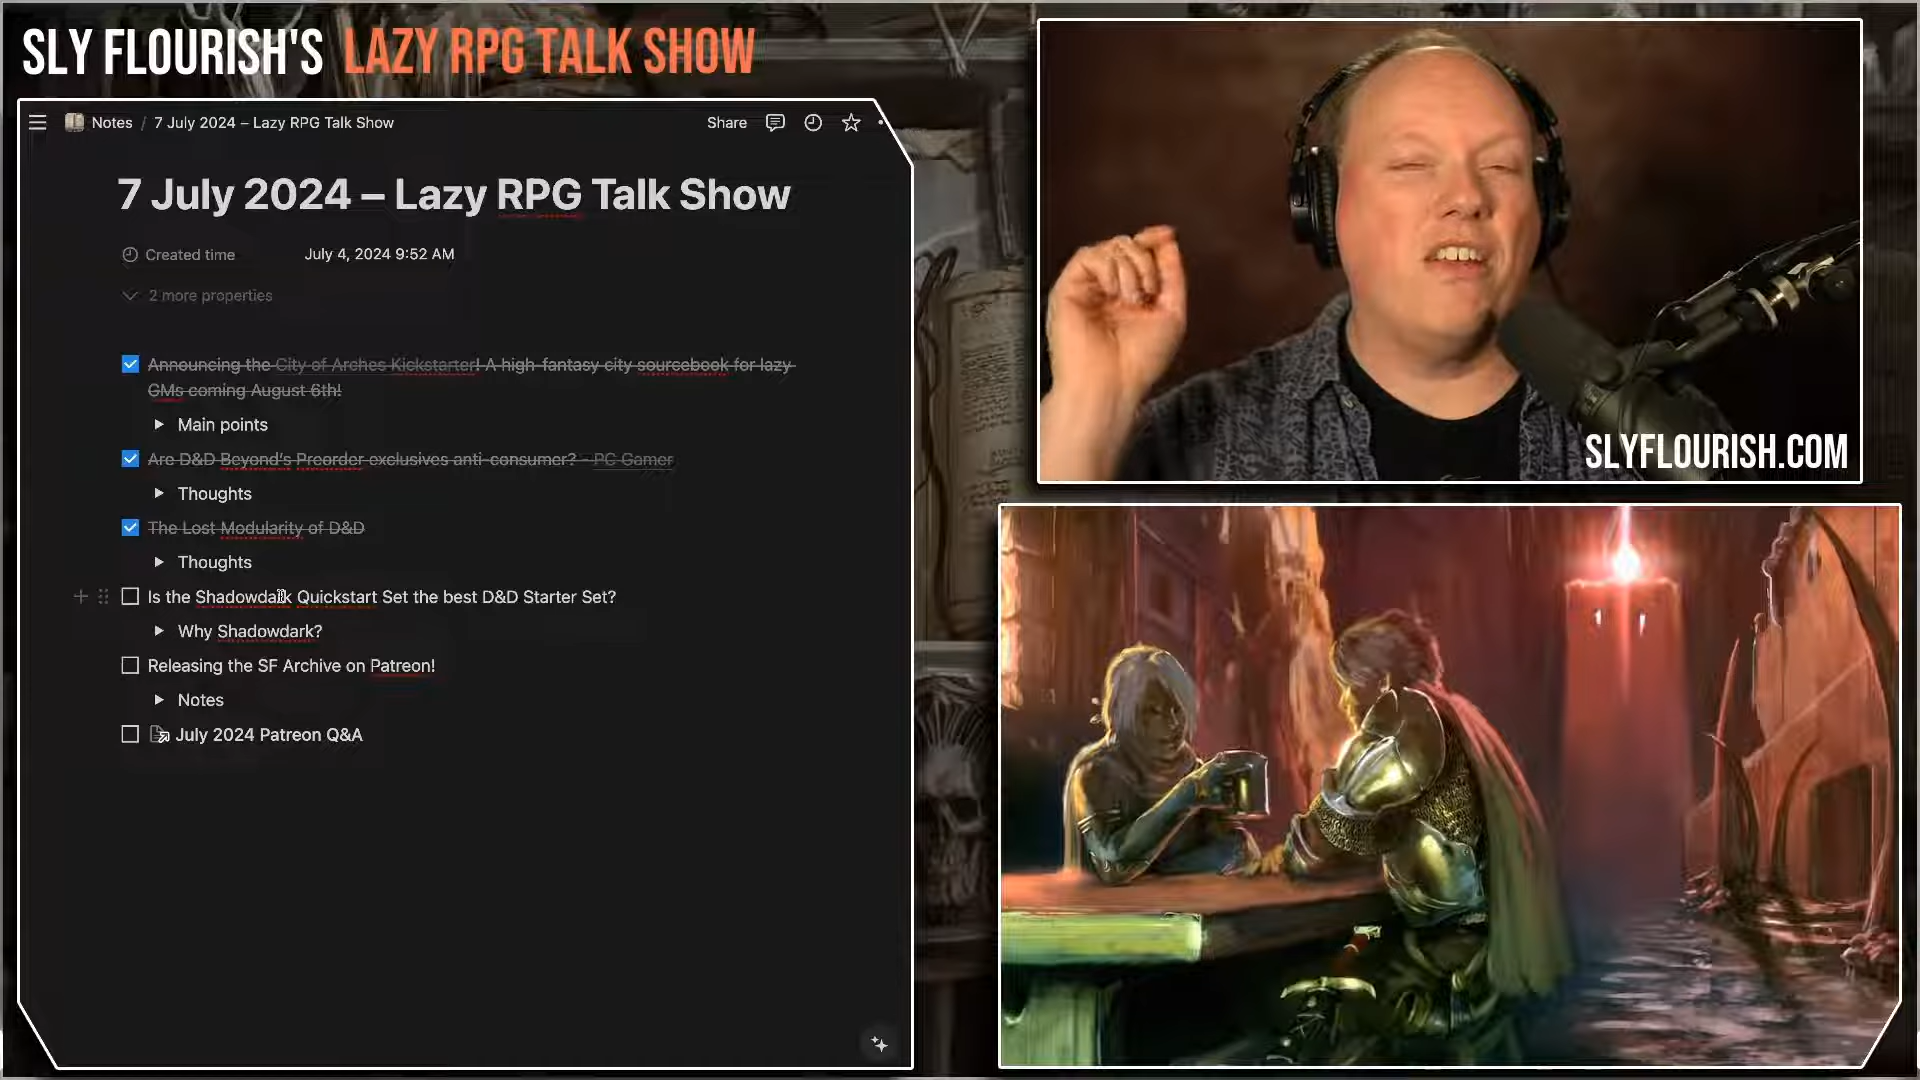 SLY FLOURISH'S LAZY RPG TALK SHOW
Notes / 7 July 2024 – Lazy RPG Talk Show
Share
7 July 2024 – Lazy RPG Talk Show
Created time July 4, 2024 9:52 AM
2 more properties
Announcing the City of Arches Kickstarter! A high-fantasy city sourcebook for lazy
GMs coming August 6th!
Main points
Are D&D Beyond's Preorder exclusives anti-consumer? - PC Gamer
Thoughts
The Lost Modularity of D&D
Thoughts
Is the Shadowdark Quickstart Set the best D&D Starter Set?
Why Shadowdark?
Releasing the SF Archive on Patreon!
Notes
July 2024 Patreon Q&A
SLYFLOURISH.COM